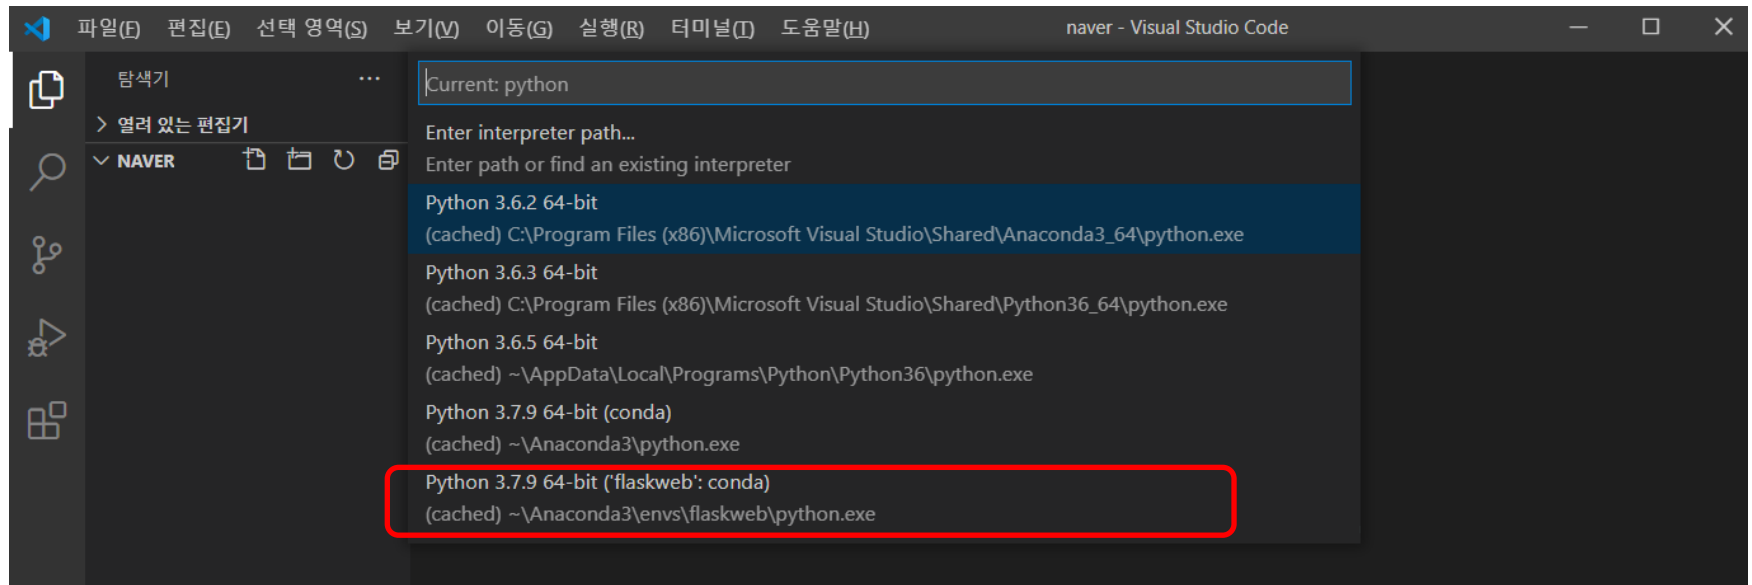 파일(F) 편집(E) 선택 영역(S) 보기(V) 이동(G) 실행(R) 터미널(T) 도움말(H) naver - Visual Studio Code
탐색기 ···
열려 있는 편집기
NAVER
Current: python
Enter interpreter path...
Enter path or find an existing interpreter
Python 3.6.2 64-bit
(cached) C:\Program Files (x86)\Microsoft Visual Studio\Shared\Anaconda3_64\python.exe
Python 3.6.3 64-bit
(cached) C:\Program Files (x86)\Microsoft Visual Studio\Shared\Python36_64\python.exe
Python 3.6.5 64-bit
(cached) ~\AppData\Local\Programs\Python\Python36\python.exe
Python 3.7.9 64-bit (conda)
(cached) ~\Anaconda3\python.exe
Python 3.7.9 64-bit ('flaskweb': conda)
(cached) ~\Anaconda3\envs\flaskweb\python.exe